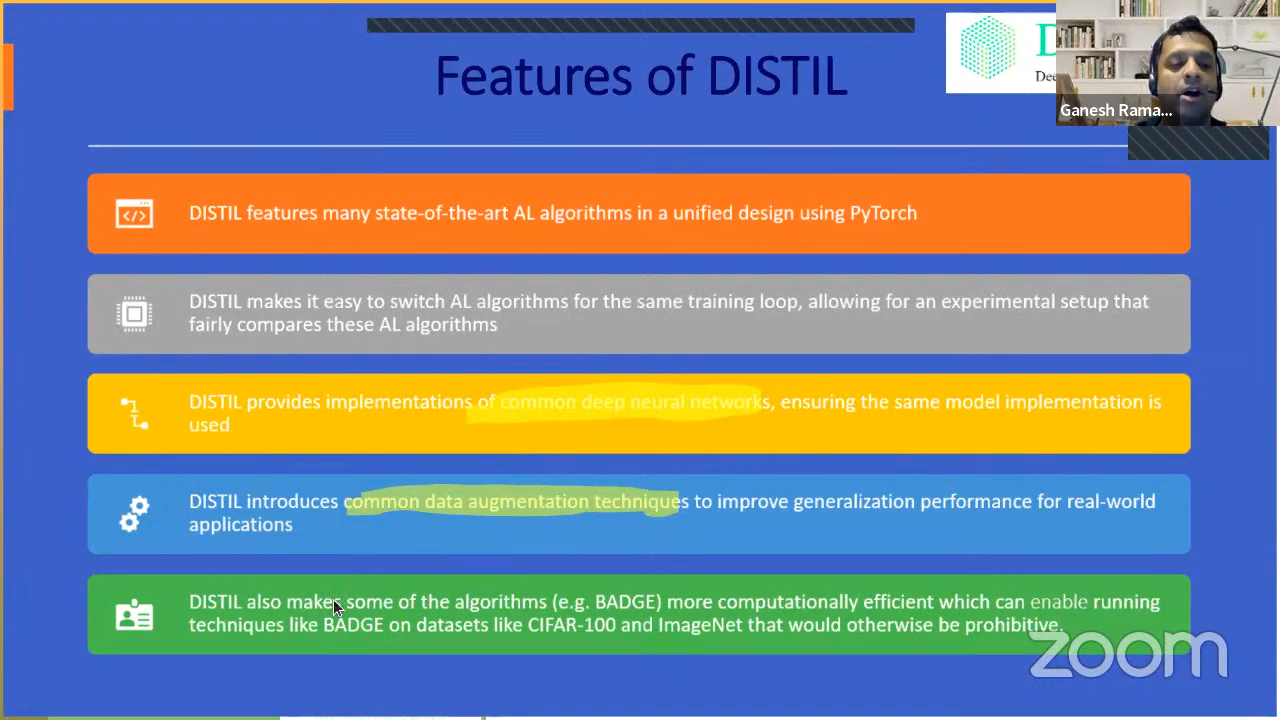 Features of DISTIL
D
Dee
Ganesh Rama...
DISTIL features many state-of-the-art AL algorithms in a unified design using PyTorch
DISTIL makes it easy to switch AL algorithms for the same training loop, allowing for an experimental setup that
fairly compares these AL algorithms
DISTIL provides implementations of common deep neural networks, ensuring the same model implementation is
used
DISTIL introduces common data augmentation techniques to improve generalization performance for real-world
applications
DISTIL also makes some of the algorithms (e.g. BADGE) more computationally efficient which can enable running
techniques like BADGE on datasets like CIFAR-100 and ImageNet that would otherwise be prohibitive.
zoom